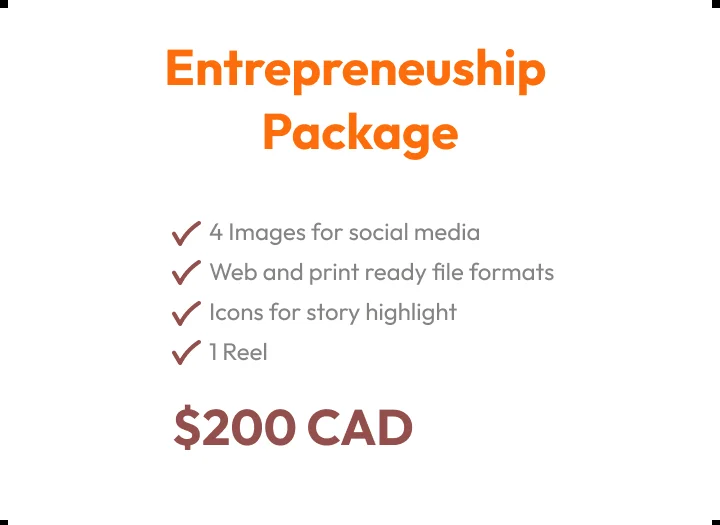 Entrepreneuship
Package
4 Images for social media
Web and print ready file formats
Icons for story highlight
1 Reel
$200 CAD